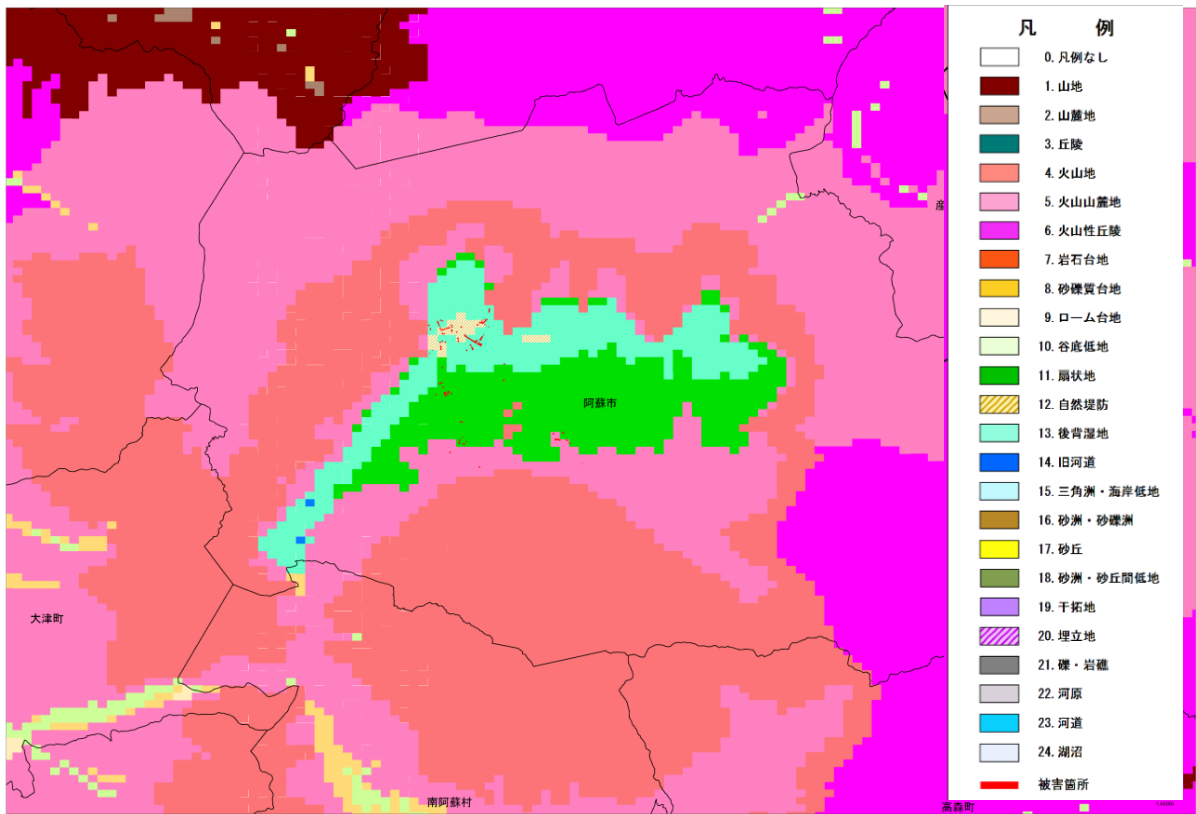 凡 例
0. 凡例なし
1. 山地
2. 山麓地
3. 丘陵
4. 火山地
5. 火山山麓地
6. 火山性丘陵
7. 岩石台地
8. 砂礫質台地
9. ローム台地
10. 谷底低地
11. 扇状地
12. 自然堤防
13. 後背湿地
14. 旧河道
15. 三角洲・海岸低地
16. 砂洲・砂礫洲
17. 砂丘
18. 砂洲・砂丘間低地
19. 干拓地
20. 埋立地
21. 礫・岩礁
22. 河原
23. 河道
24. 湖沼
被害箇所
産
阿蘇市
大津町
南阿蘇村
高森町